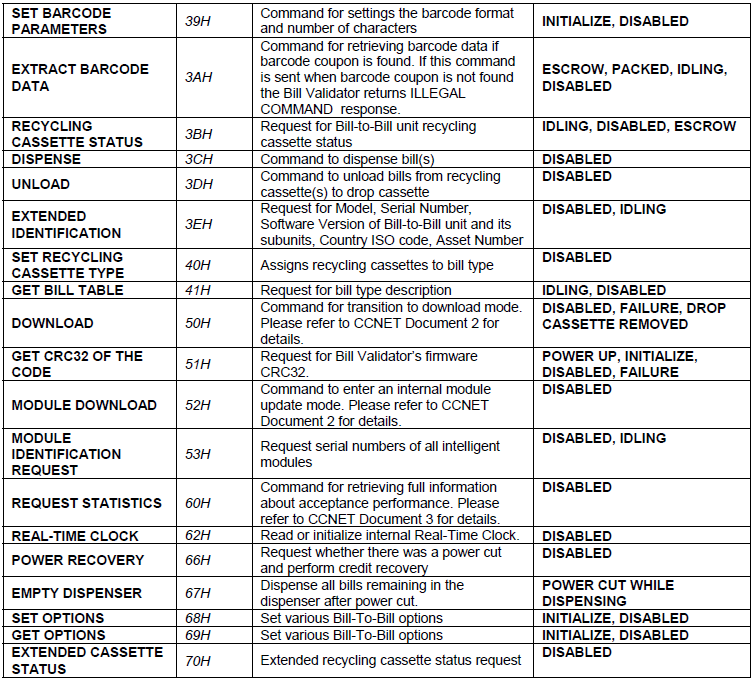 SET BARCODE PARAMETERS | 39H | Command for settings the barcode format and number of characters | INITIALIZE, DISABLED
EXTRACT BARCODE DATA | 3AH | Command for retrieving barcode data if barcode coupon is found. If this command is sent when barcode coupon is not found the Bill Validator returns ILLEGAL COMMAND response. | ESCROW, PACKED, IDLING, DISABLED
RECYCLING CASSETTE STATUS | 3BH | Request for Bill-to-Bill unit recycling cassette status | IDLING, DISABLED, ESCROW
DISPENSE | 3CH | Command to dispense bill(s) | DISABLED
UNLOAD | 3DH | Command to unload bills from recycling cassette(s) to drop cassette | DISABLED
EXTENDED IDENTIFICATION | 3EH | Request for Model, Serial Number, Software Version of Bill-to-Bill unit and its subunits, Country ISO code, Asset Number | DISABLED, IDLING
SET RECYCLING CASSETTE TYPE | 40H | Assigns recycling cassettes to bill type | DISABLED
GET BILL TABLE | 41H | Request for bill type description | IDLING, DISABLED
DOWNLOAD | 50H | Command for transition to download mode. Please refer to CCNET Document 2 for details. | DISABLED, FAILURE, DROP CASSETTE REMOVED
GET CRC32 OF THE CODE | 51H | Request for Bill Validator's firmware CRC32. | POWER UP, INITIALIZE, DISABLED, FAILURE
MODULE DOWNLOAD | 52H | Command to enter an internal module update mode. Please refer to CCNET Document 2 for details. | DISABLED
MODULE IDENTIFICATION REQUEST | 53H | Request serial numbers of all intelligent modules | DISABLED, IDLING
REQUEST STATISTICS | 60H | Command for retrieving full information about acceptance performance. Please refer to CCNET Document 3 for details. | DISABLED
REAL-TIME CLOCK | 62H | Read or initialize internal Real-Time Clock. | DISABLED
POWER RECOVERY | 66H | Request whether there was a power cut and perform credit recovery | DISABLED
EMPTY DISPENSER | 67H | Dispense all bills remaining in the dispenser after power cut. | POWER CUT WHILE DISPENSING
SET OPTIONS | 68H | Set various Bill-To-Bill options | INITIALIZE, DISABLED
GET OPTIONS | 69H | Set various Bill-To-Bill options | INITIALIZE, DISABLED
EXTENDED CASSETTE STATUS | 70H | Extended recycling cassette status request | DISABLED